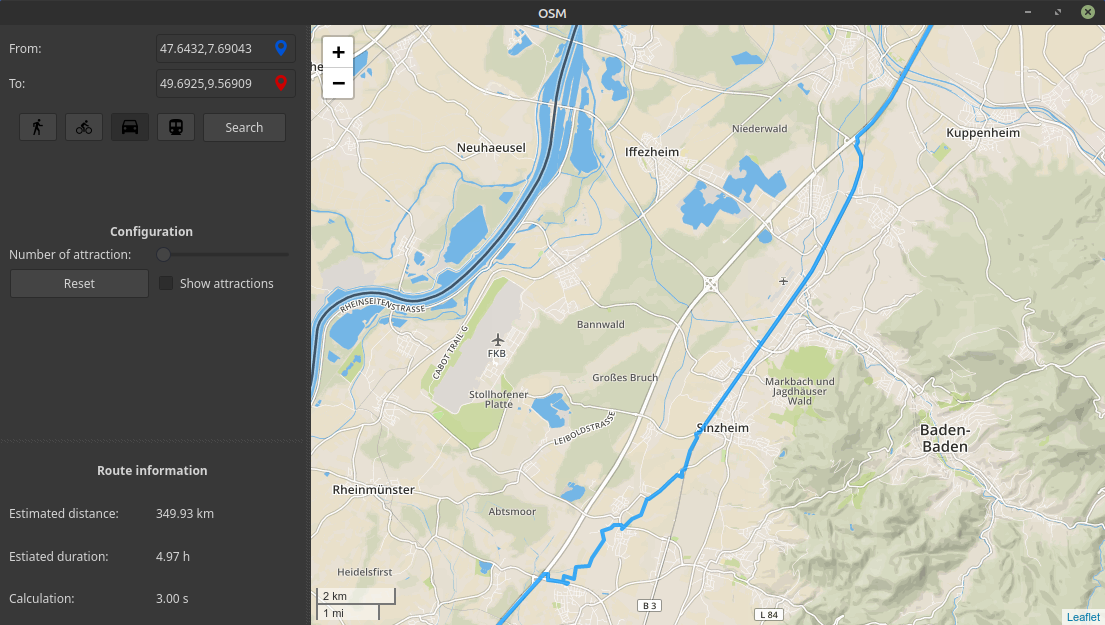 OSM
From:
47.6432,7.69043
To:
49.6925,9.56909
Search
Configuration
Number of attraction:
Reset
Show attractions
Route information
Estimated distance:
349.93 km
Estiated duration:
4.97 h
Calculation:
3.00 s
+
−
he
Niederwald
Kuppenheim
Neuhaeusel
Iffezheim
RHEINSEITENSTRASSE
Bannwald
CABOT TRAIL G
FKB
Großes Bruch
Markbach und
Jagdhäuser
Wald
Stollhofener
Platte
LEIBOLDSTRASSE
Sinzheim
Baden-
Baden
Rheinmünster
Abtsmoor
Heidelsfirst
2 km
1 mi
B 3
L 84
Leaflet